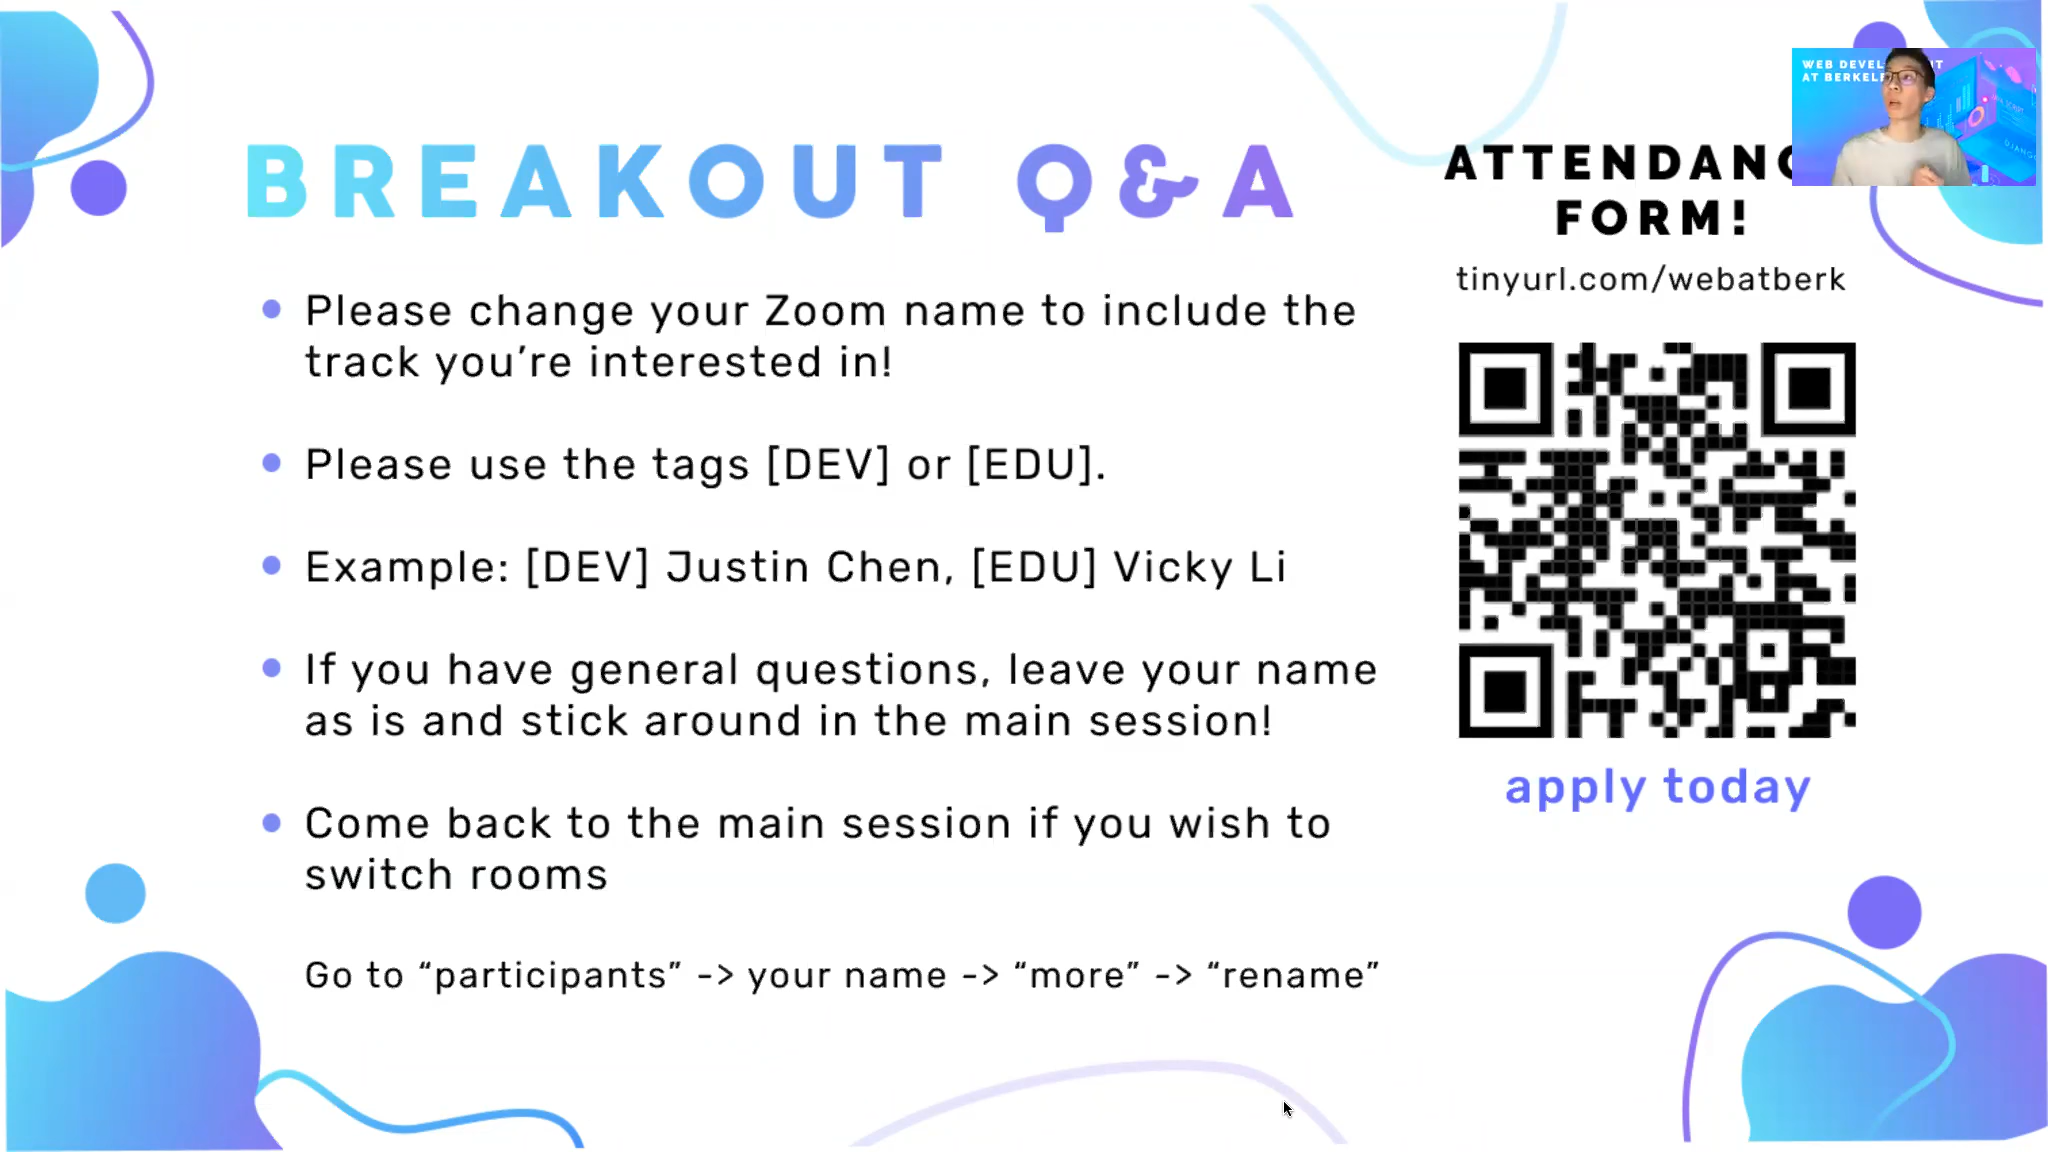 BREAKOUT Q&A
Please change your Zoom name to include the
track you’re interested in!
Please use the tags [DEV] or [EDU].
Example: [DEV] Justin Chen, [EDU] Vicky Li
If you have general questions, leave your name
as is and stick around in the main session!
Come back to the main session if you wish to
switch rooms
Go to “participants” -> your name -> “more” -> “rename”
FORM!
tinyurl.com/webatberk
apply today
WEB
AT